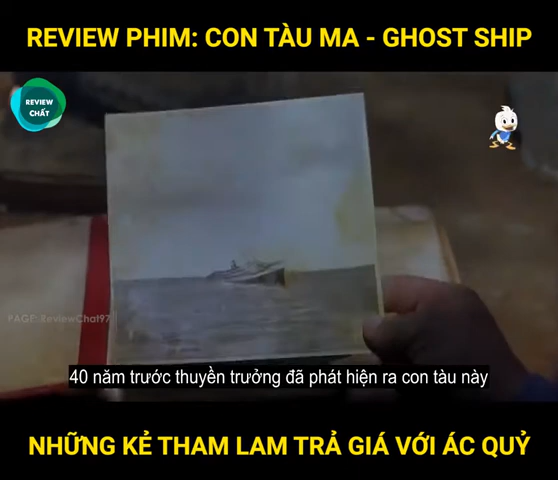 REVIEW PHIM: CON TÀU MA - GHOST SHIP
REVIEW
CHẤT
PAGE: ReviewChat97
40 năm trước thuyền trưởng đã phát hiện ra con tàu này
NHỮNG KẺ THAM LAM TRẢ GIÁ VỚI ÁC QUỶ